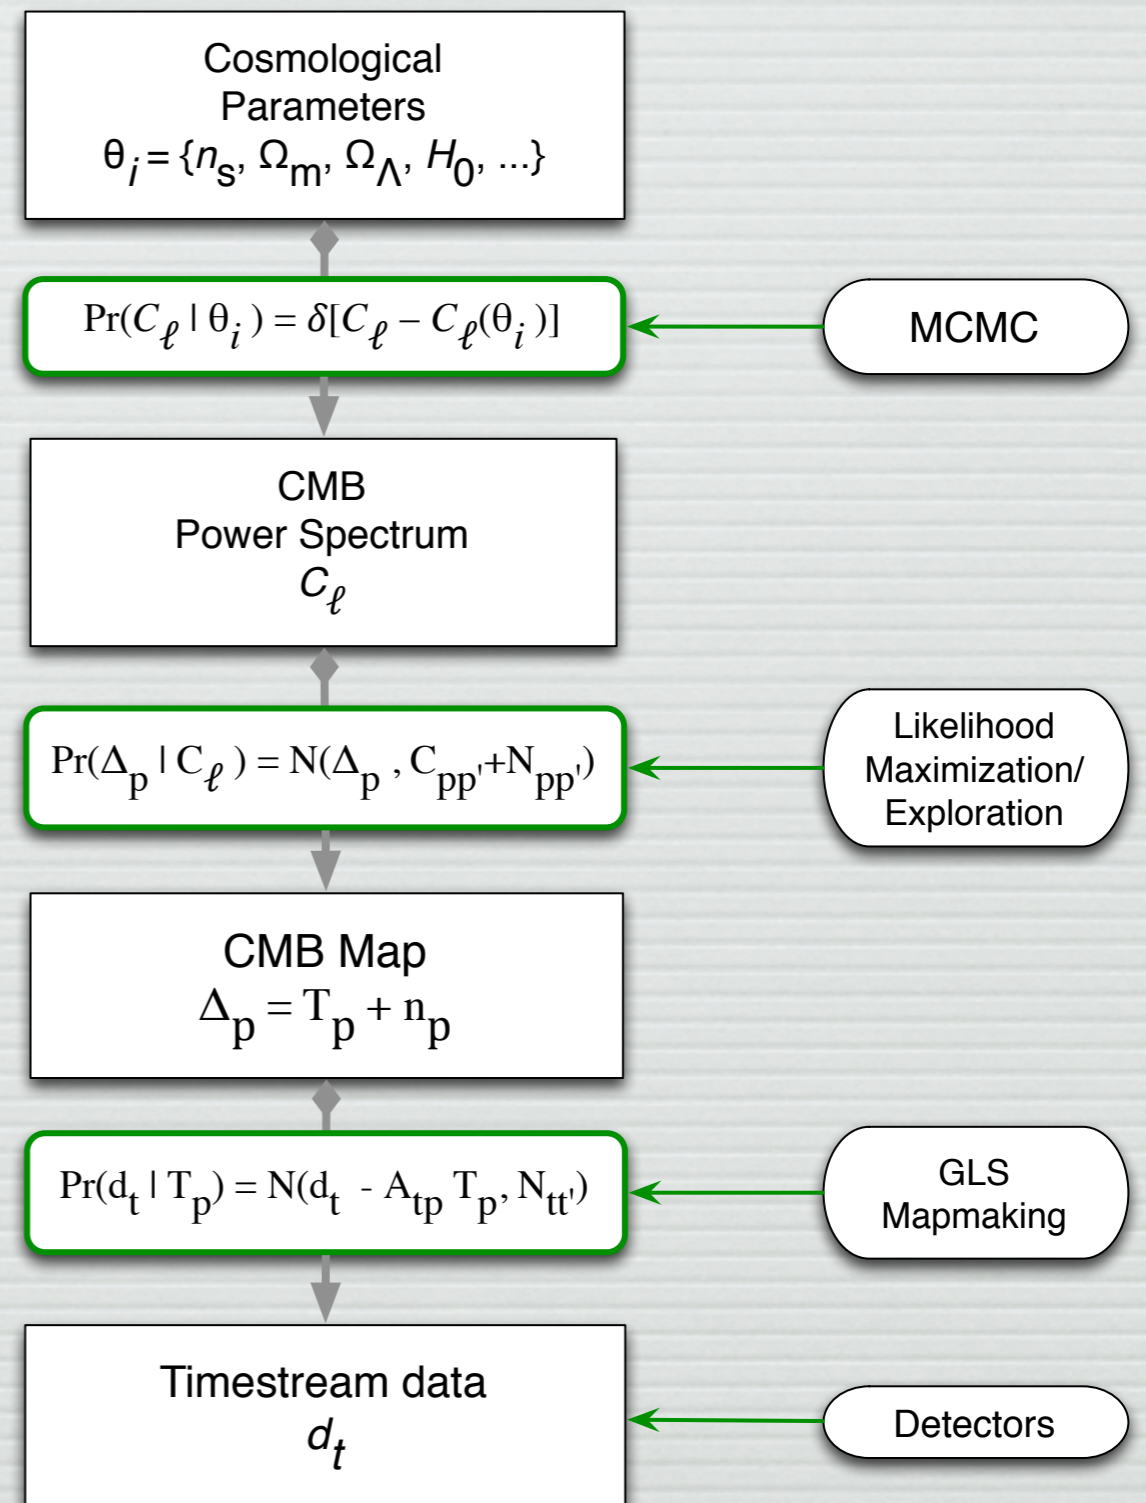 Cosmological
Parameters
θi = {ns, Ωm, ΩΛ, H0, ...}
Pr(Cℓ | θi ) = δ[Cℓ – Cℓ(θi )]
MCMC
CMB
Power Spectrum
Cℓ
Pr(Δp | Cℓ ) = N(Δp , Cpp'+Npp')
Likelihood
Maximization/
Exploration
CMB Map
Δp = Tp + np
Pr(dt | Tp) = N(dt - Atp Tp, Ntt')
GLS
Mapmaking
Timestream data
dt
Detectors